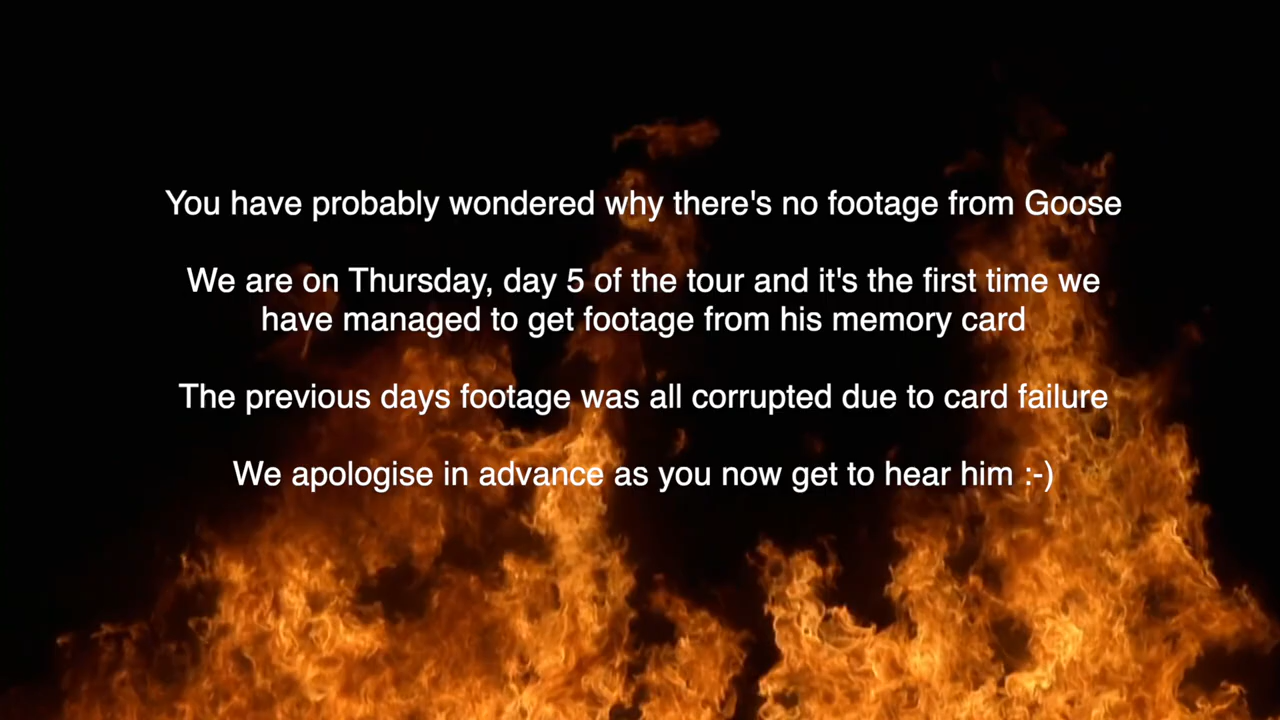 You have probably wondered why there's no footage from Goose
We are on Thursday, day 5 of the tour and it's the first time we
have managed to get footage from his memory card
The previous days footage was all corrupted due to card failure
We apologise in advance as you now get to hear him :-)